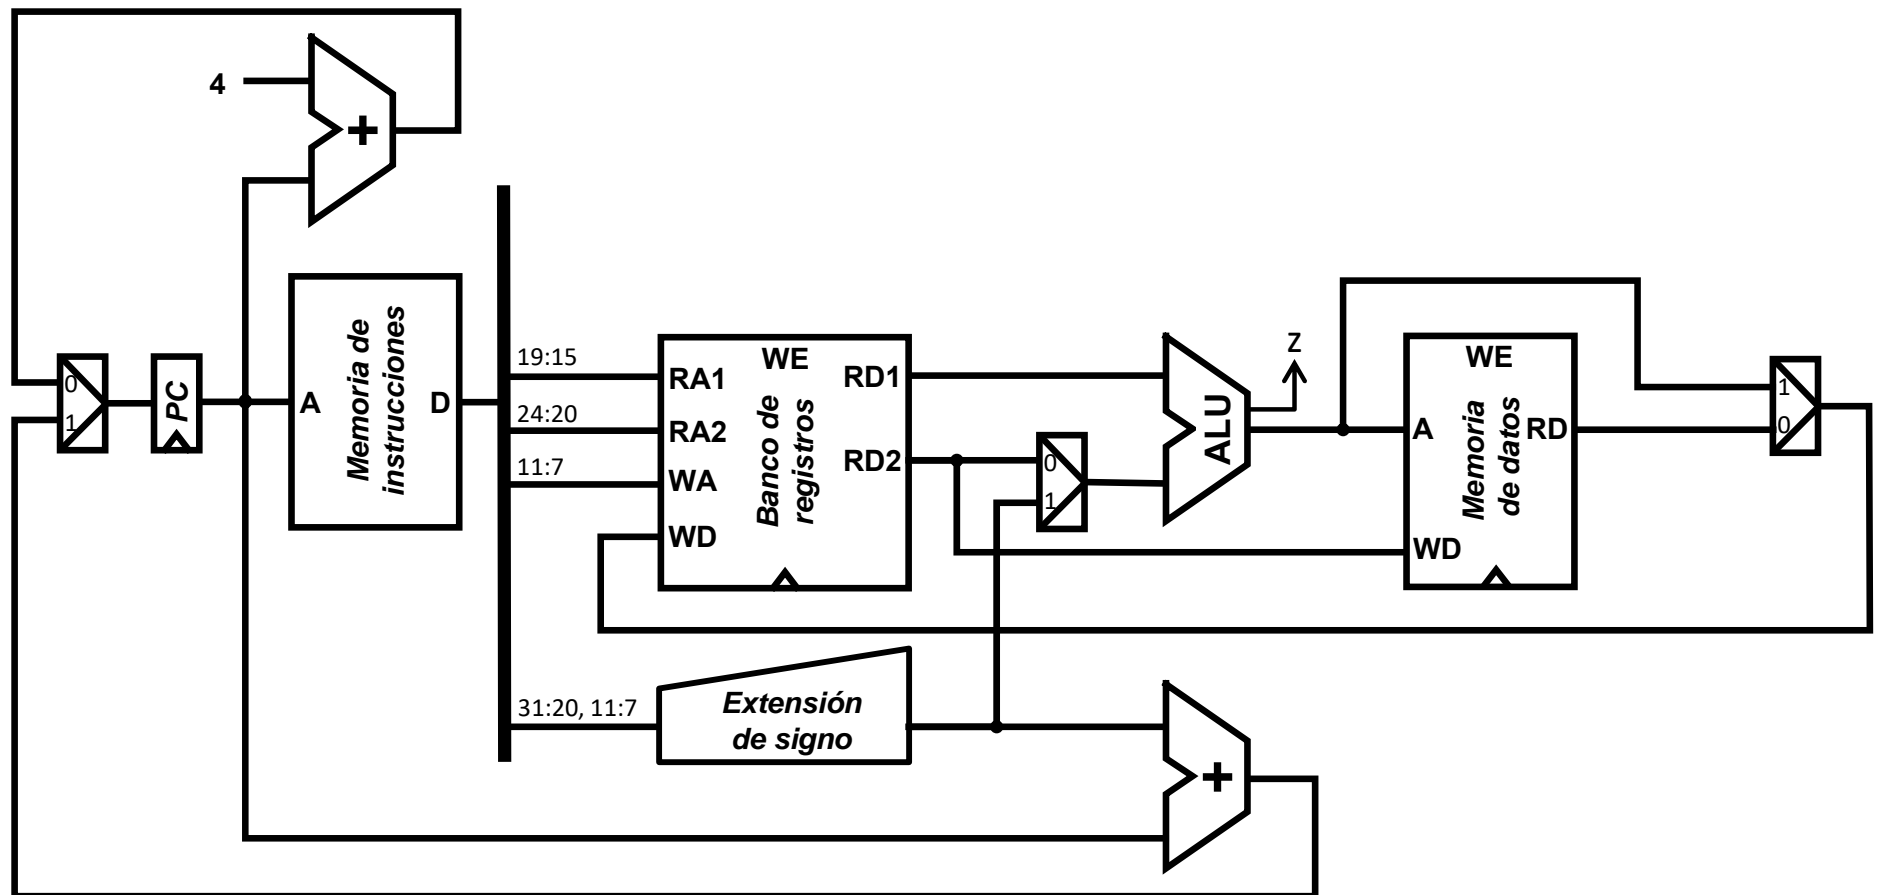 4
+
0
1
PC
A
Memoria de
instrucciones
D
19:15
24:20
11:7
31:20, 11:7
RA1
RA2
WA
WD
WE
Banco de
registros
RD1
RD2
0
1
ALU
Z
A
WD
WE
Memoria
de datos
RD
1
0
Extensión
de signo
+